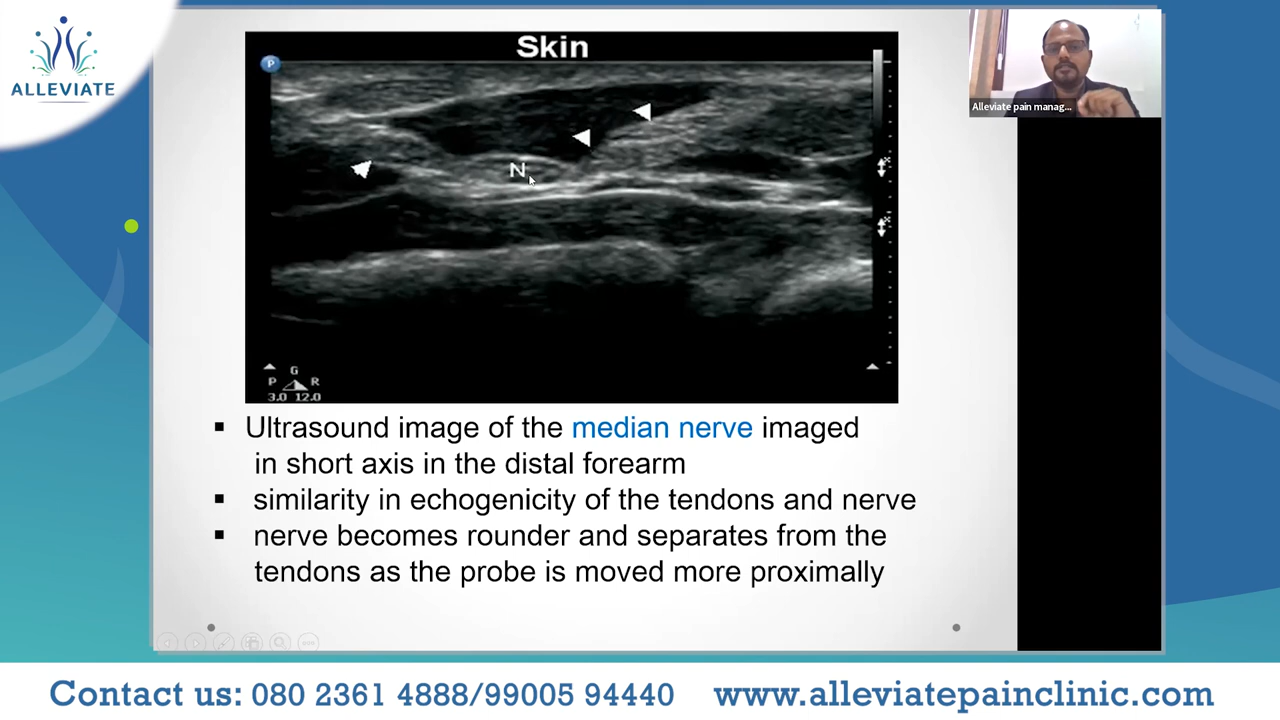 ALLEVIATE
Skin
P
N
Alleviate pain manag...
G
P R
3.0 12.0
▪ Ultrasound image of the median nerve imaged
in short axis in the distal forearm
▪ similarity in echogenicity of the tendons and nerve
▪ nerve becomes rounder and separates from the
tendons as the probe is moved more proximally
Contact us: 080 2361 4888/99005 94440 www.alleviatepainclinic.com